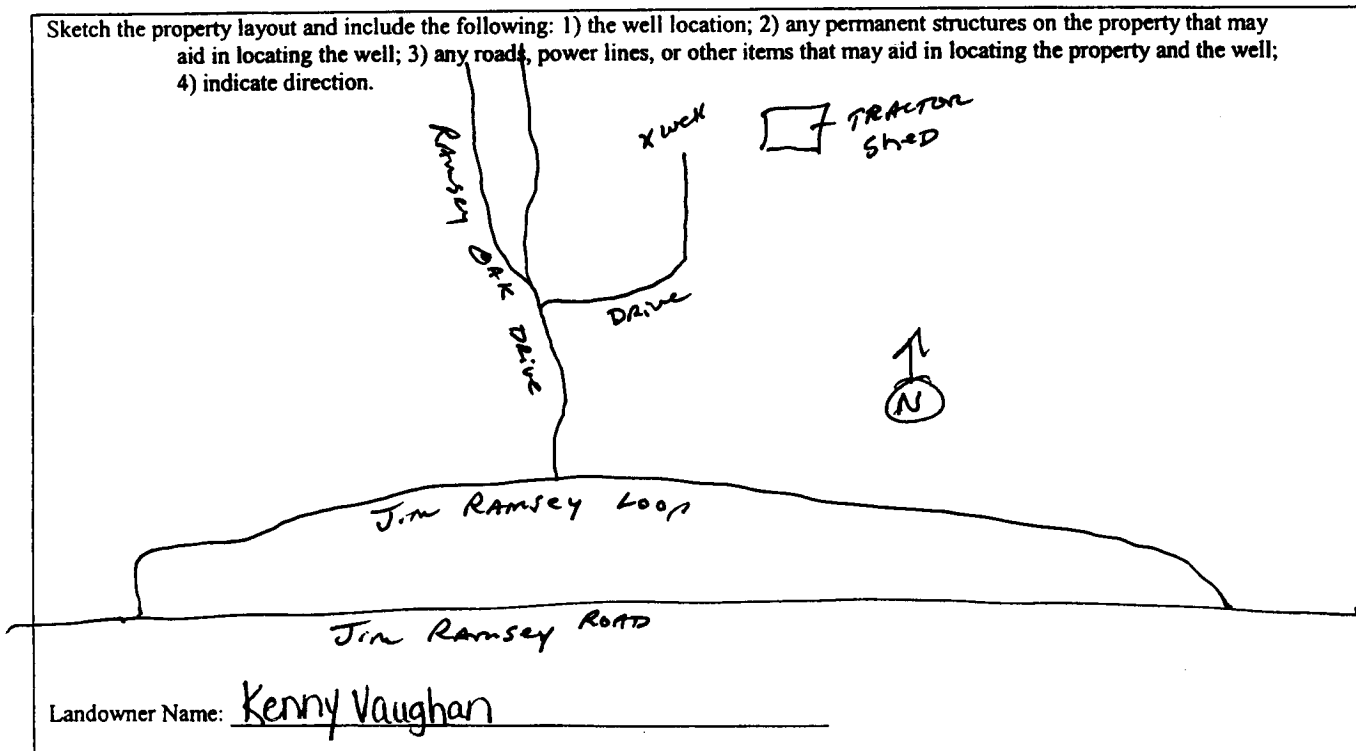 Sketch the property layout and include the following: 1) the well location; 2) any permanent structures on the property that may
aid in locating the well; 3) any roads, power lines, or other items that may aid in locating the property and the well;
4) indicate direction.
X Well
TRACTOR
SheD
RAMSEY OAK DRive
DRive
N
Jim RAMSEY Loop
Jim RAMSEY ROAD
Landowner Name: Kenny Vaughan